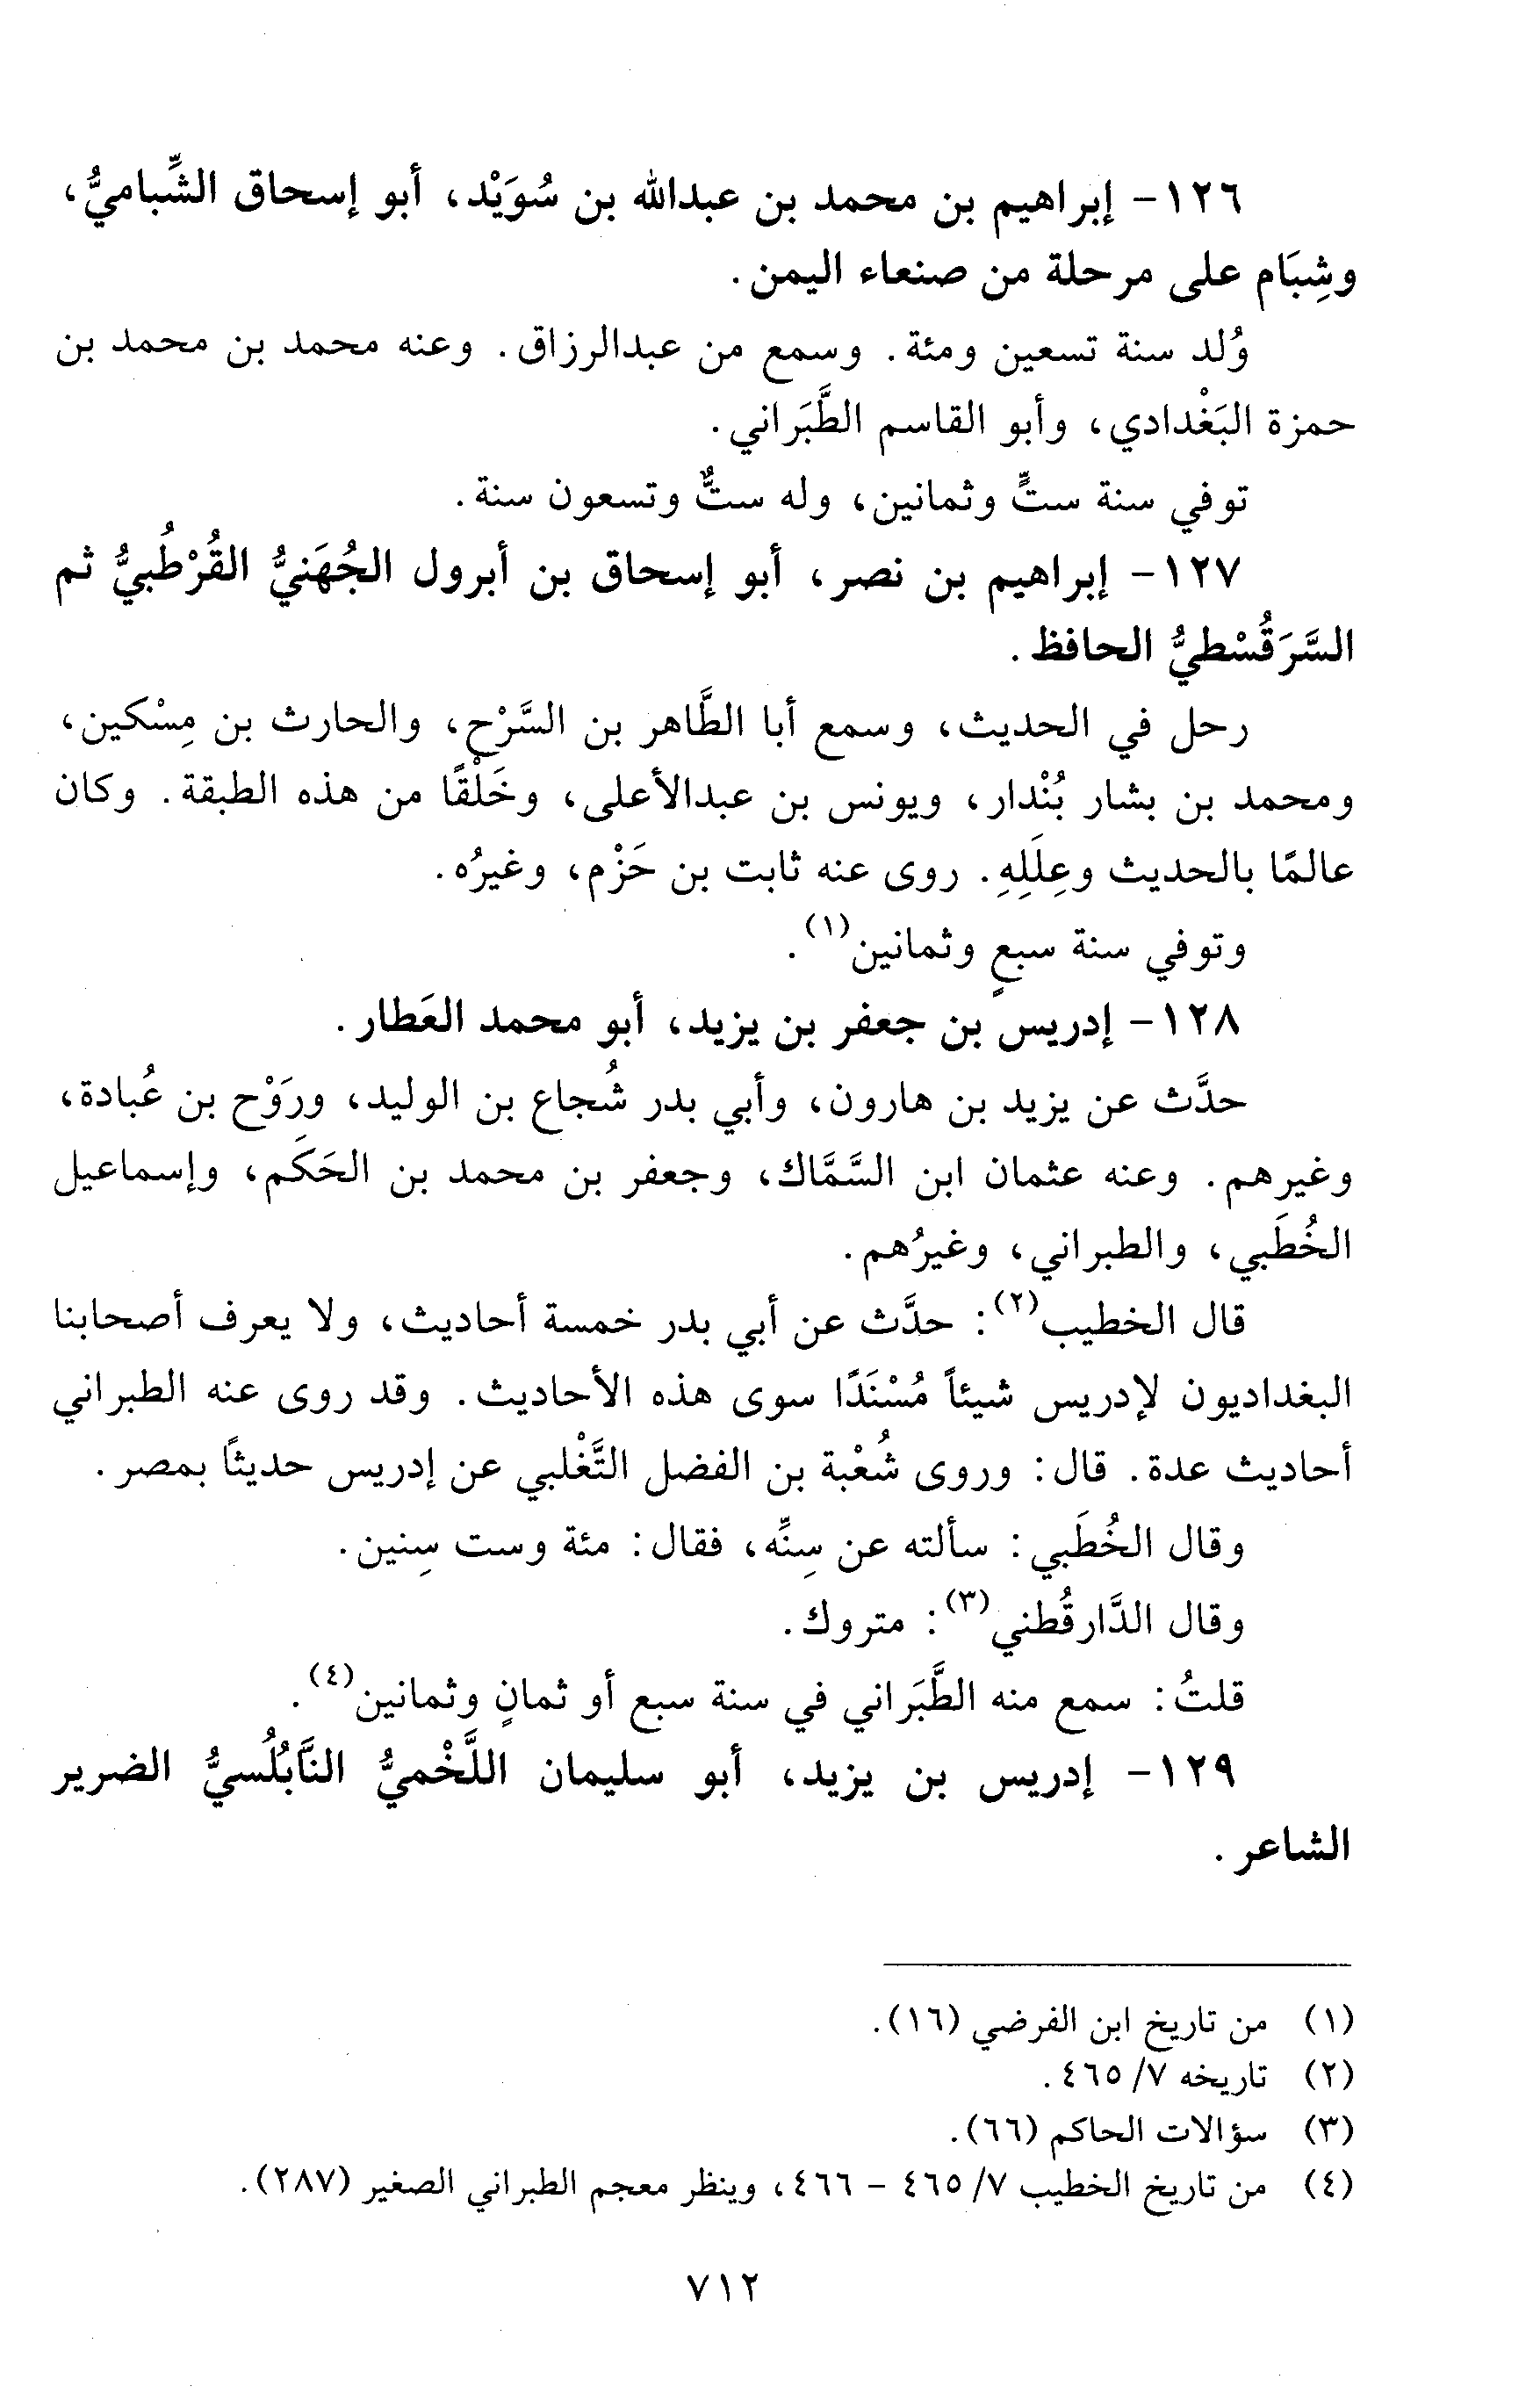 ١٢٦- إبراهيم بن محمد بن عبدالله بن سُوَيْد، أبو إسحاق الشِّباميُّ،
وشِبَام على مرحلة من صنعاء اليمن.
وُلد سنة تسعين ومئة. وسمع من عبدالرزاق. وعنه محمد بن محمد بن
حمزة البَغْدادي، وأبو القاسم الطَّبَراني.
توفي سنة ستٍّ وثمانين، وله ستٌّ وتسعون سنة.
١٢٧- إبراهيم بن نصر، أبو إسحاق بن أبرول الجُهَنيُّ القُرْطُبيُّ ثم
السَّرَقُسْطيُّ الحافظ.
رحل في الحديث، وسمع أبا الطَّاهر بن السَّرْح، والحارث بن مِسْكين،
ومحمد بن بشار بُنْدار، ويونس بن عبدالأعلى، وخَلْقًا من هذه الطبقة. وكان
عالمًا بالحديث وعِلَلِهِ. روى عنه ثابت بن حَزْم، وغيرُه.
وتوفي سنة سبعٍ وثمانين(١).
١٢٨- إدريس بن جعفر بن يزيد، أبو محمد العَطار.
حدَّث عن يزيد بن هارون، وأبي بدر شُجاع بن الوليد، ورَوْح بن عُبادة،
وغيرهم. وعنه عثمان ابن السَّمَّاك، وجعفر بن محمد بن الحَكَم، وإسماعيل
الخُطَبي، والطبراني، وغيرُهم.
قال الخطيب(٢): حدَّث عن أبي بدر خمسة أحاديث، ولا يعرف أصحابنا
البغداديون لإدريس شيئاً مُسْنَدًا سوى هذه الأحاديث. وقد روى عنه الطبراني
أحاديث عدة. قال: وروى شُعْبة بن الفضل التَّغْلبي عن إدريس حديثًا بمصر.
وقال الخُطَبي: سألته عن سِنِّه، فقال: مئة وست سِنين.
وقال الدَّارقُطني(٣): متروك.
قلتُ: سمع منه الطَّبَراني في سنة سبع أو ثمانٍ وثمانين(٤).
١٢٩- إدريس بن يزيد، أبو سليمان اللَّخْميُّ النَّابُلُسيُّ الضرير
الشاعر.
(١) من تاريخ ابن الفرضي (١٦).
(٢) تاريخه ٧/ ٤٦٥.
(٣) سؤالات الحاكم (٦٦).
(٤) من تاريخ الخطيب ٧/ ٤٦٥ - ٤٦٦، وينظر معجم الطبراني الصغير (٢٨٧).
٧١٢